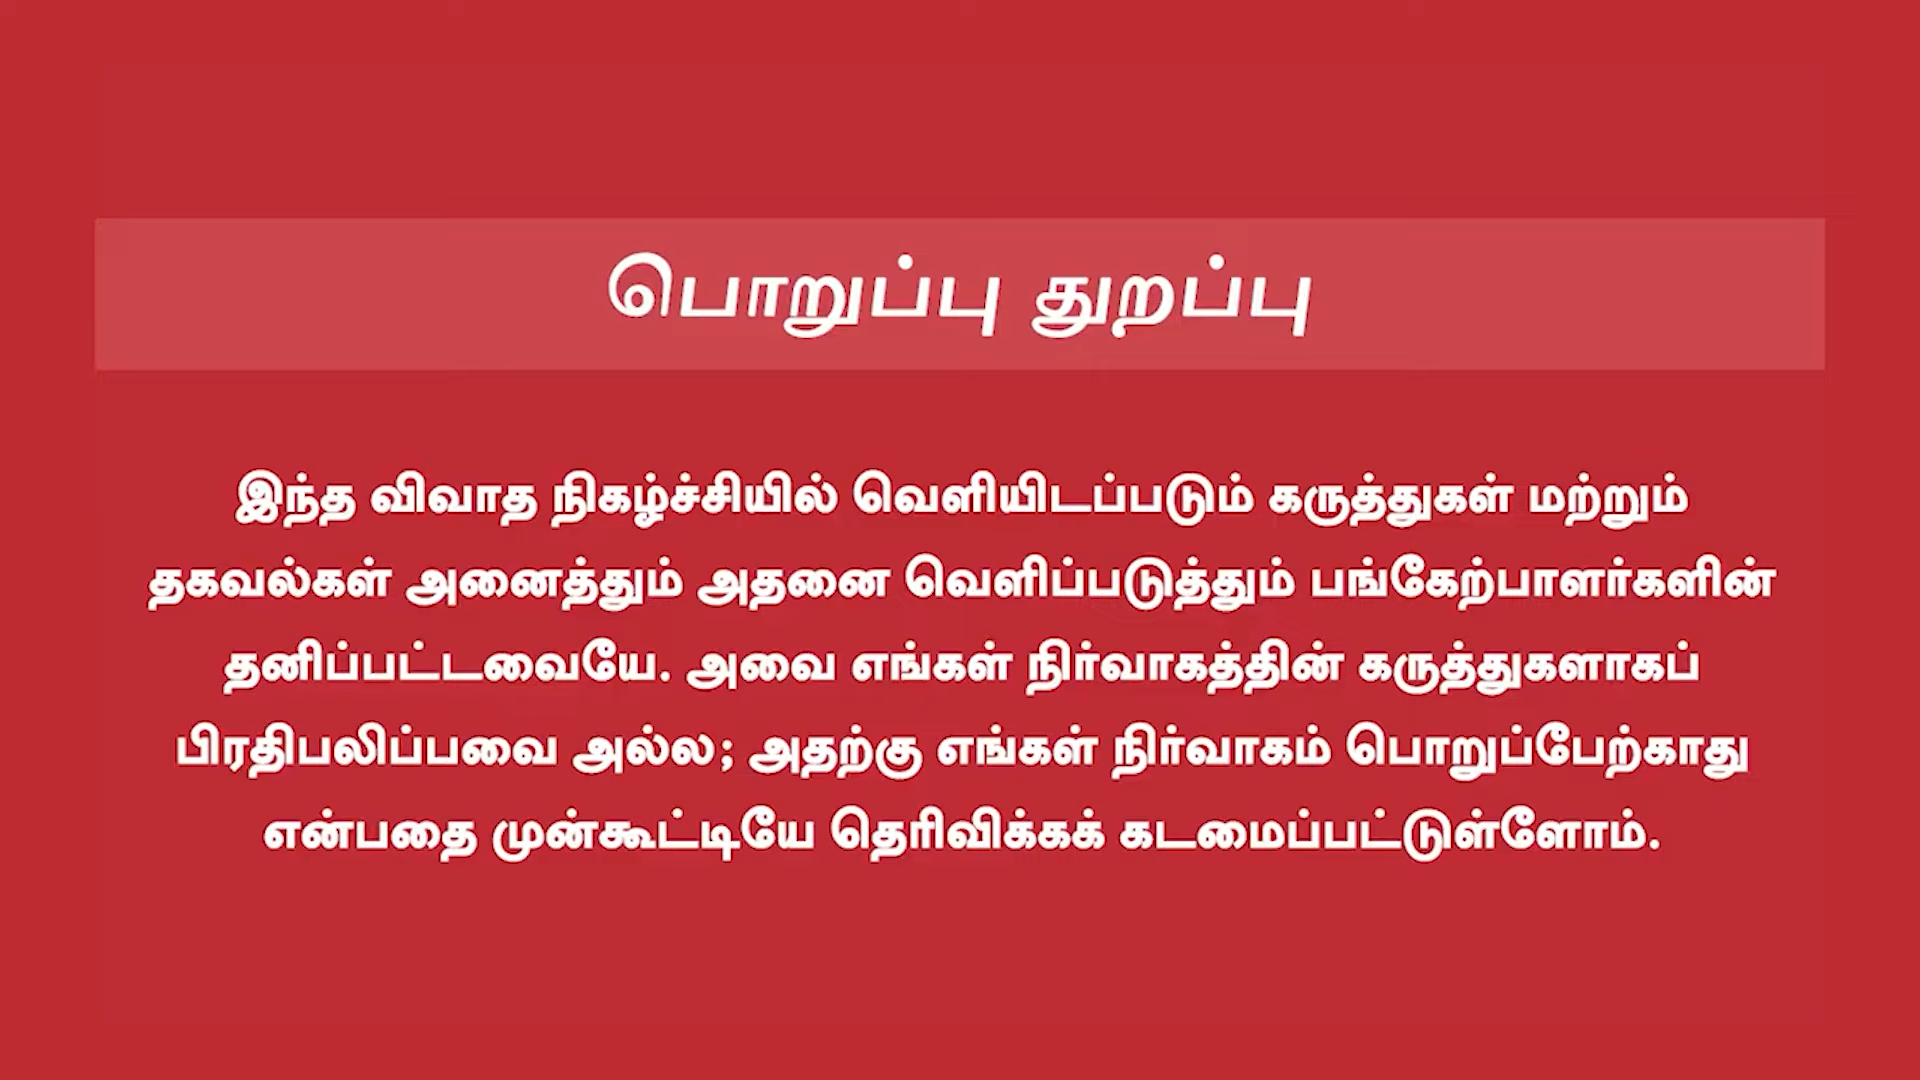 பொறுப்பு துறப்பு
இந்த விவாத நிகழ்ச்சியில் வெளியிடப்படும் கருத்துகள் மற்றும்
தகவல்கள் அனைத்தும் அதனை வெளிப்படுத்தும் பங்கேற்பாளர்களின்
தனிப்பட்டவையே. அவை எங்கள் நிர்வாகத்தின் கருத்துகளாகப்
பிரதிபலிப்பவை அல்ல; அதற்கு எங்கள் நிர்வாகம் பொறுப்பேற்காது
என்பதை முன்கூட்டியே தெரிவிக்கக் கடமைப்பட்டுள்ளோம்.